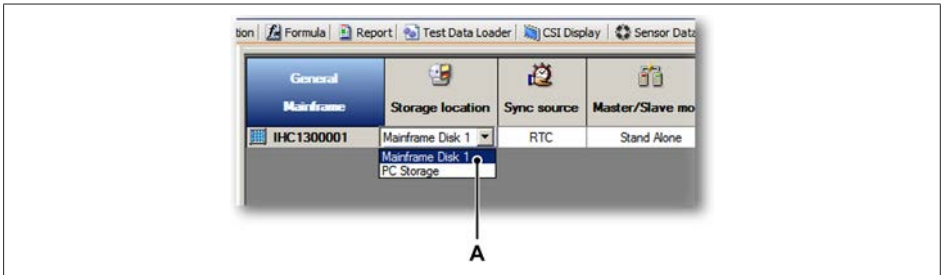 Formula Report Test Data Loader CSI Display Sensor Data
General
Mainframe
Storage location Sync source Master/Slave mo
IHC1300001 Mainframe Disk 1 RTC Stand Alone
Mainframe Disk 1
PC Storage
A